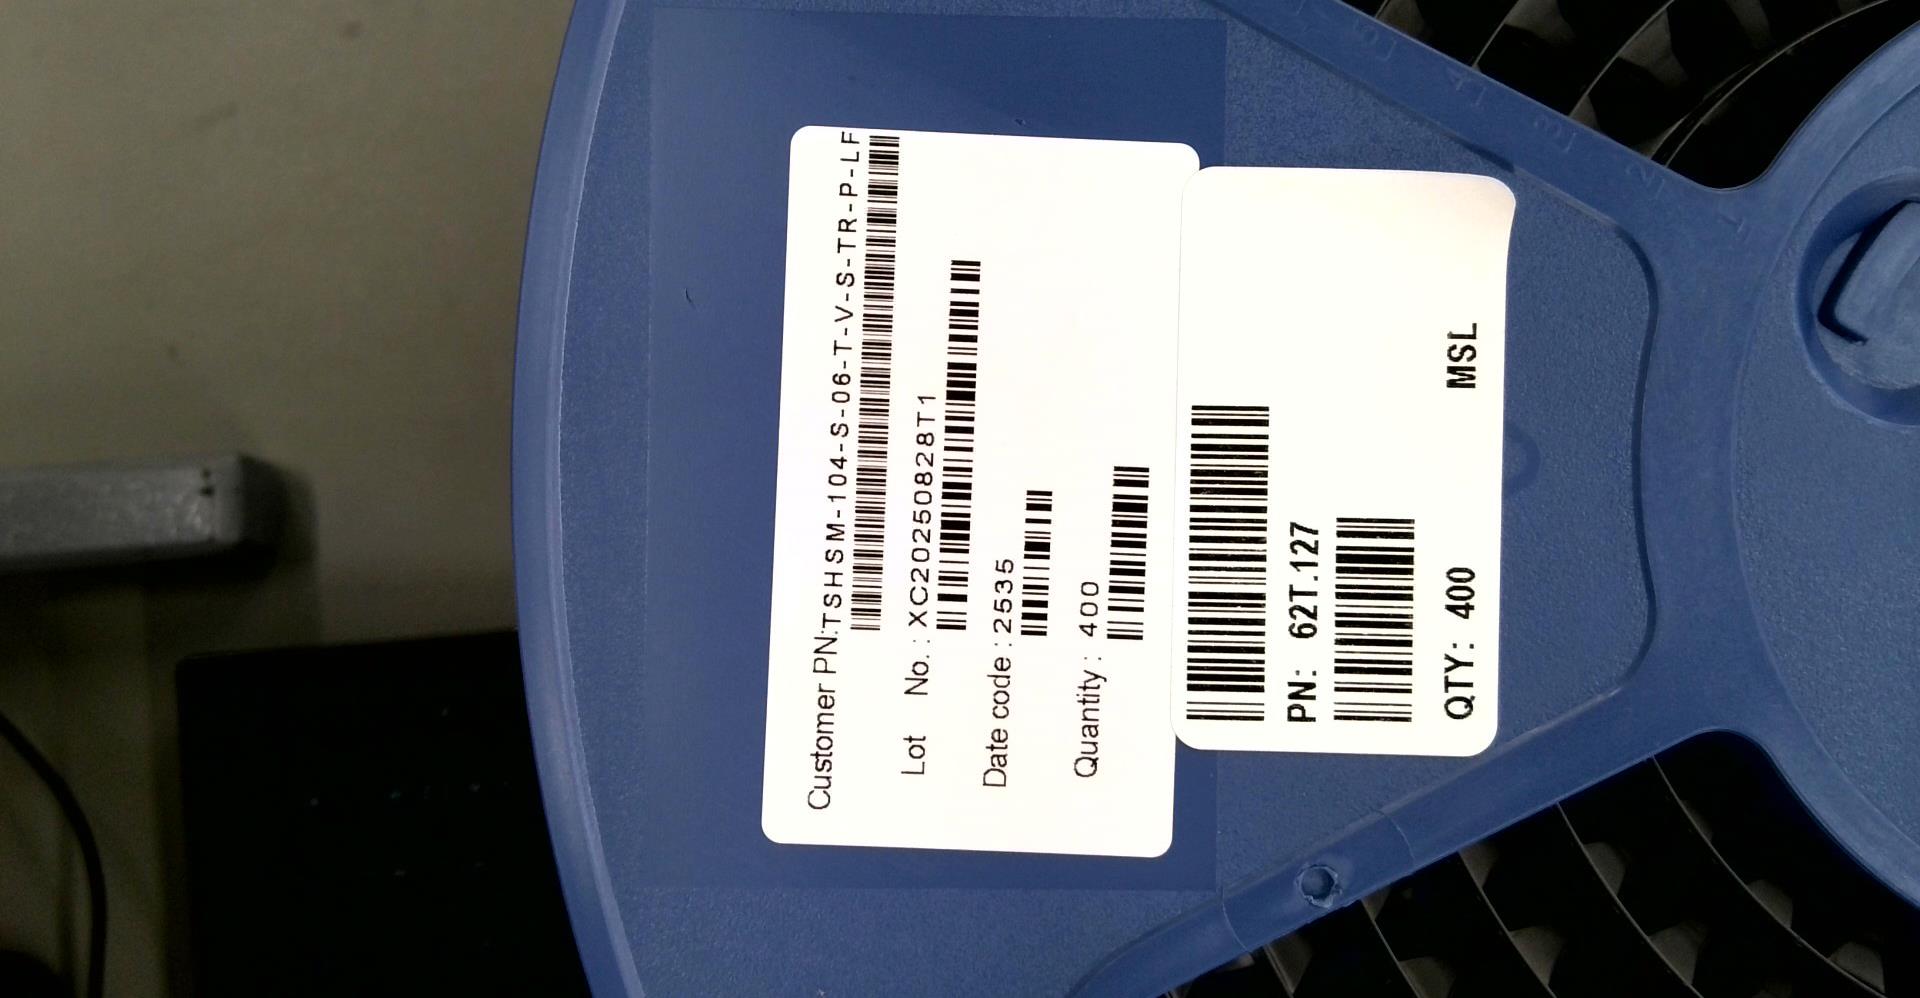 Customer PN:TSHSM-104-S-06-T-V-S-TR-P-LF
Lot No.: XC20250828T1
Date code: 2535
Quantity: 400
PN: 62T.127
QTY: 400 MSL